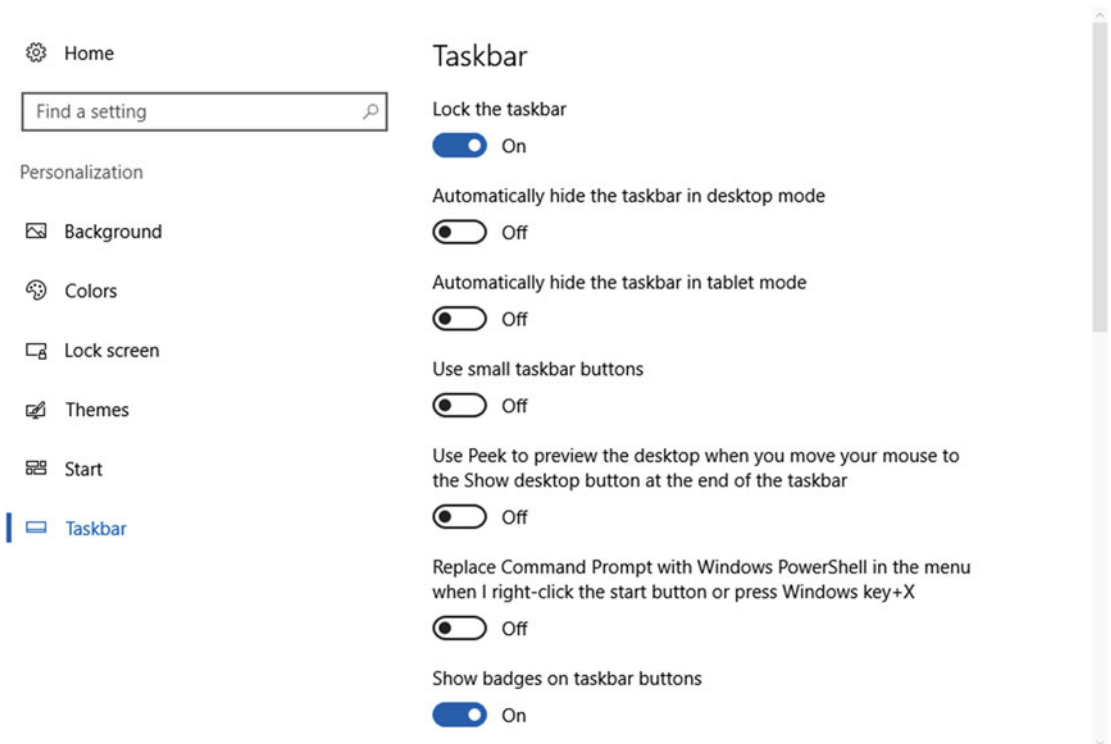 Home
Find a setting
Personalization
Background
Colors
Lock screen
Themes
Start
Taskbar
Taskbar
Lock the taskbar
On
Automatically hide the taskbar in desktop mode
Off
Automatically hide the taskbar in tablet mode
Off
Use small taskbar buttons
Off
Use Peek to preview the desktop when you move your mouse to
the Show desktop button at the end of the taskbar
Off
Replace Command Prompt with Windows PowerShell in the menu
when I right-click the start button or press Windows key+X
Off
Show badges on taskbar buttons
On